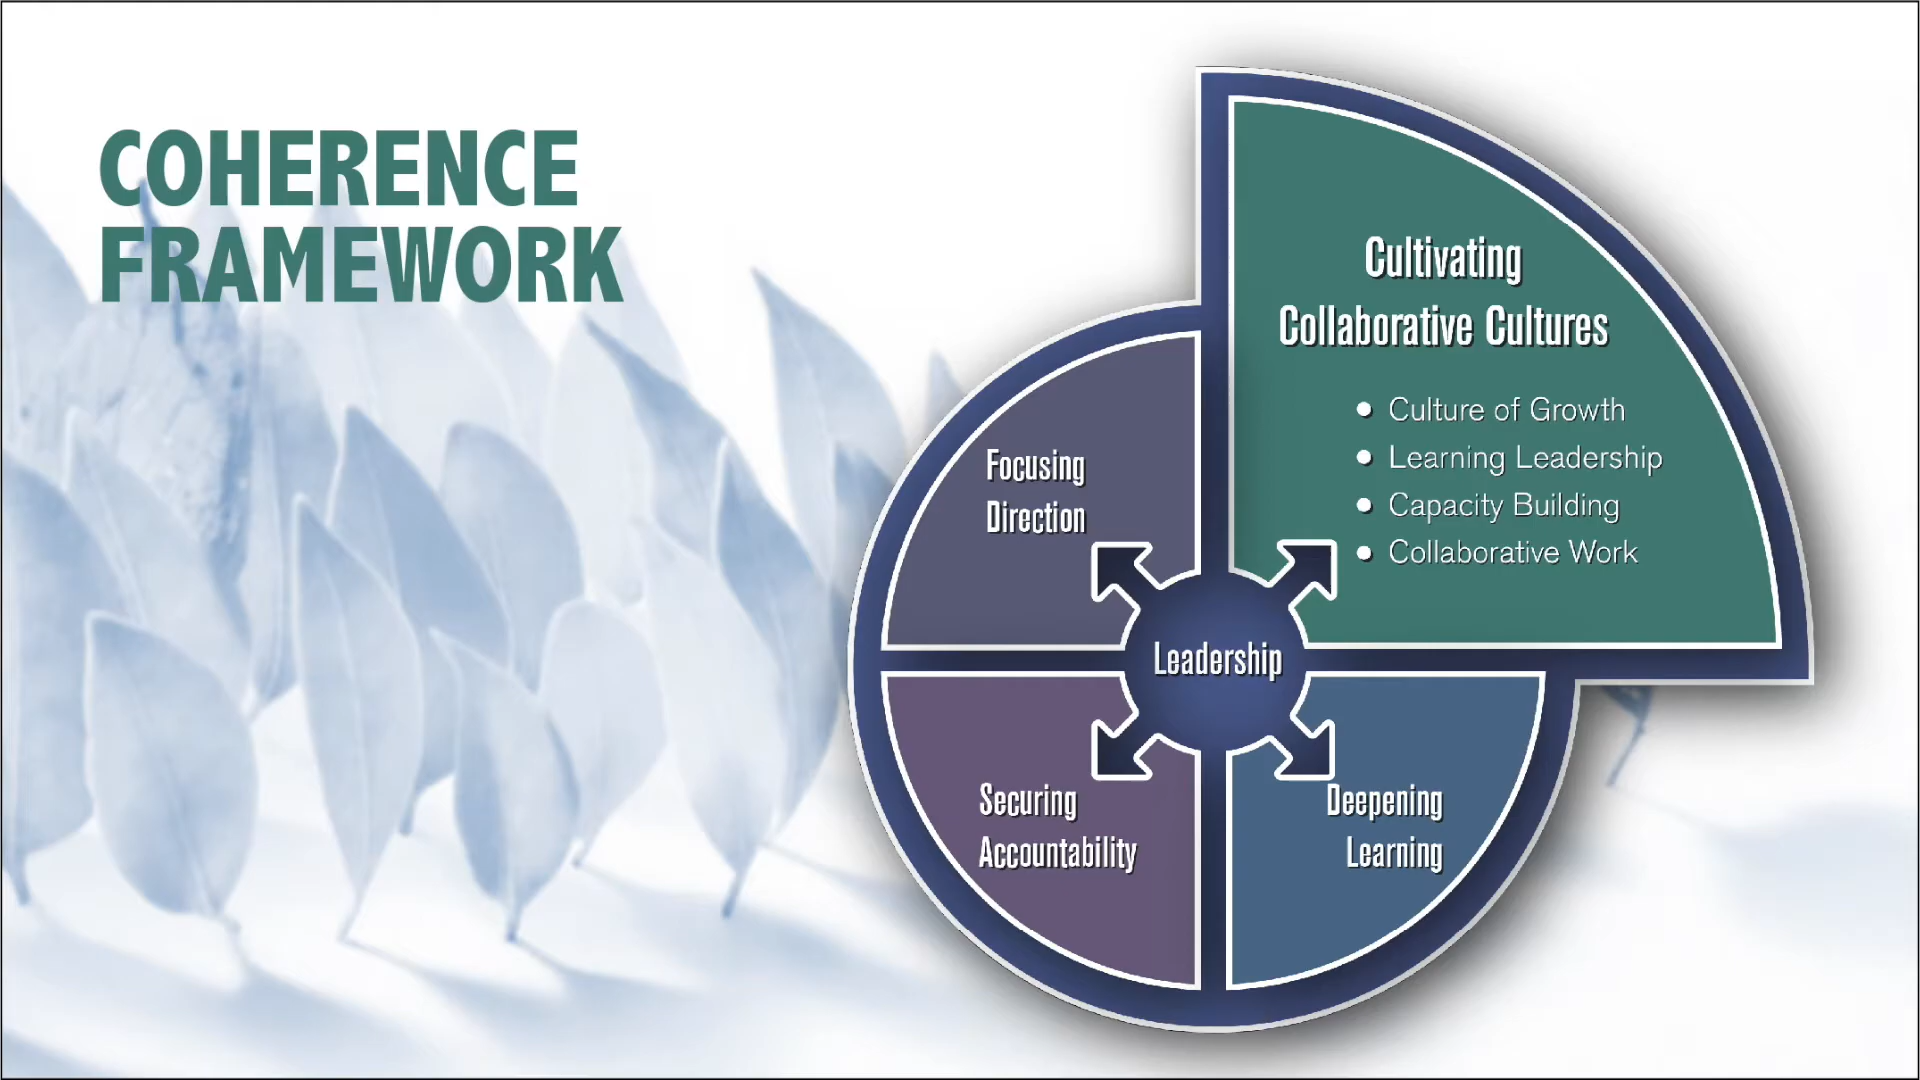 COHERENCE
FRAMEWORK
Cultivating
Collaborative Cultures
• Culture of Growth
• Learning Leadership
• Capacity Building
• Collaborative Work
Focusing
Direction
Leadership
Securing
Accountability
Deepening
Learning